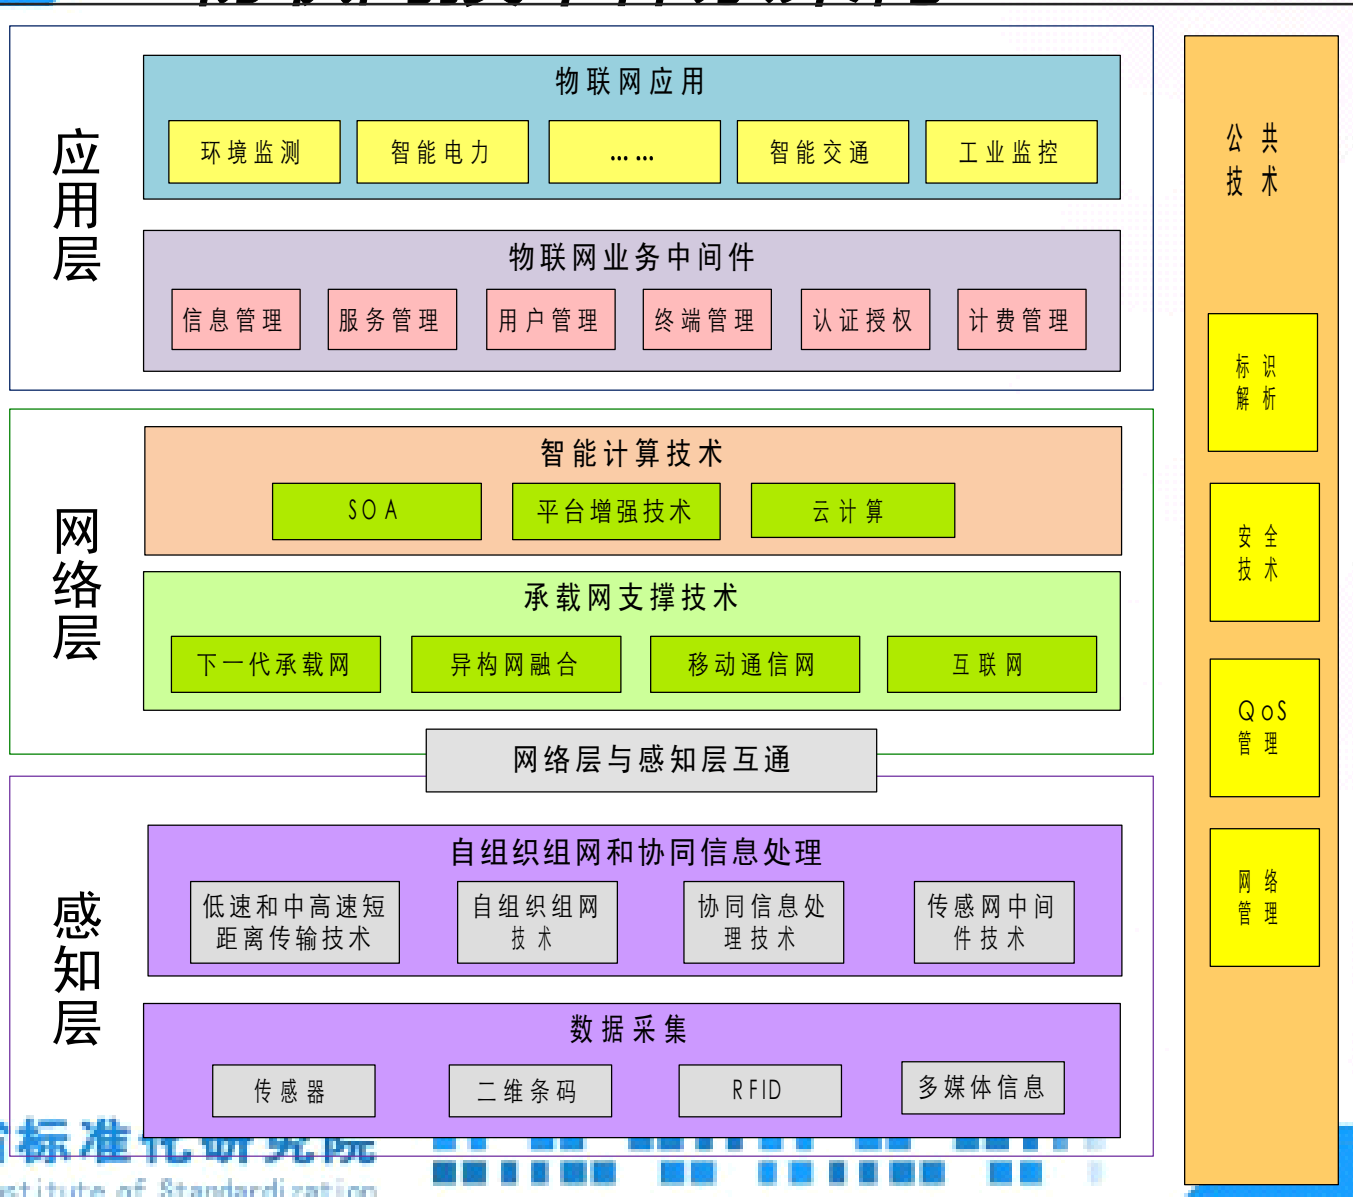 应用层
物联网应用
环境监测
智能电力
……
智能交通
工业监控
物联网业务中间件
信息管理
服务管理
用户管理
终端管理
认证授权
计费管理
网络层
智能计算技术
SOA
平台增强技术
云计算
承载网支撑技术
下一代承载网
异构网融合
移动通信网
互联网
网络层与感知层互通
感知层
自组织组网和协同信息处理
低速和中高速短
距离传输技术
自组织组网
技术
协同信息处
理技术
传感网中间
件技术
数据采集
传感器
二维条码
RFID
多媒体信息
公共
技术
标识
解析
安全
技术
QoS
管理
网络
管理
标准化研究院
of Standardization